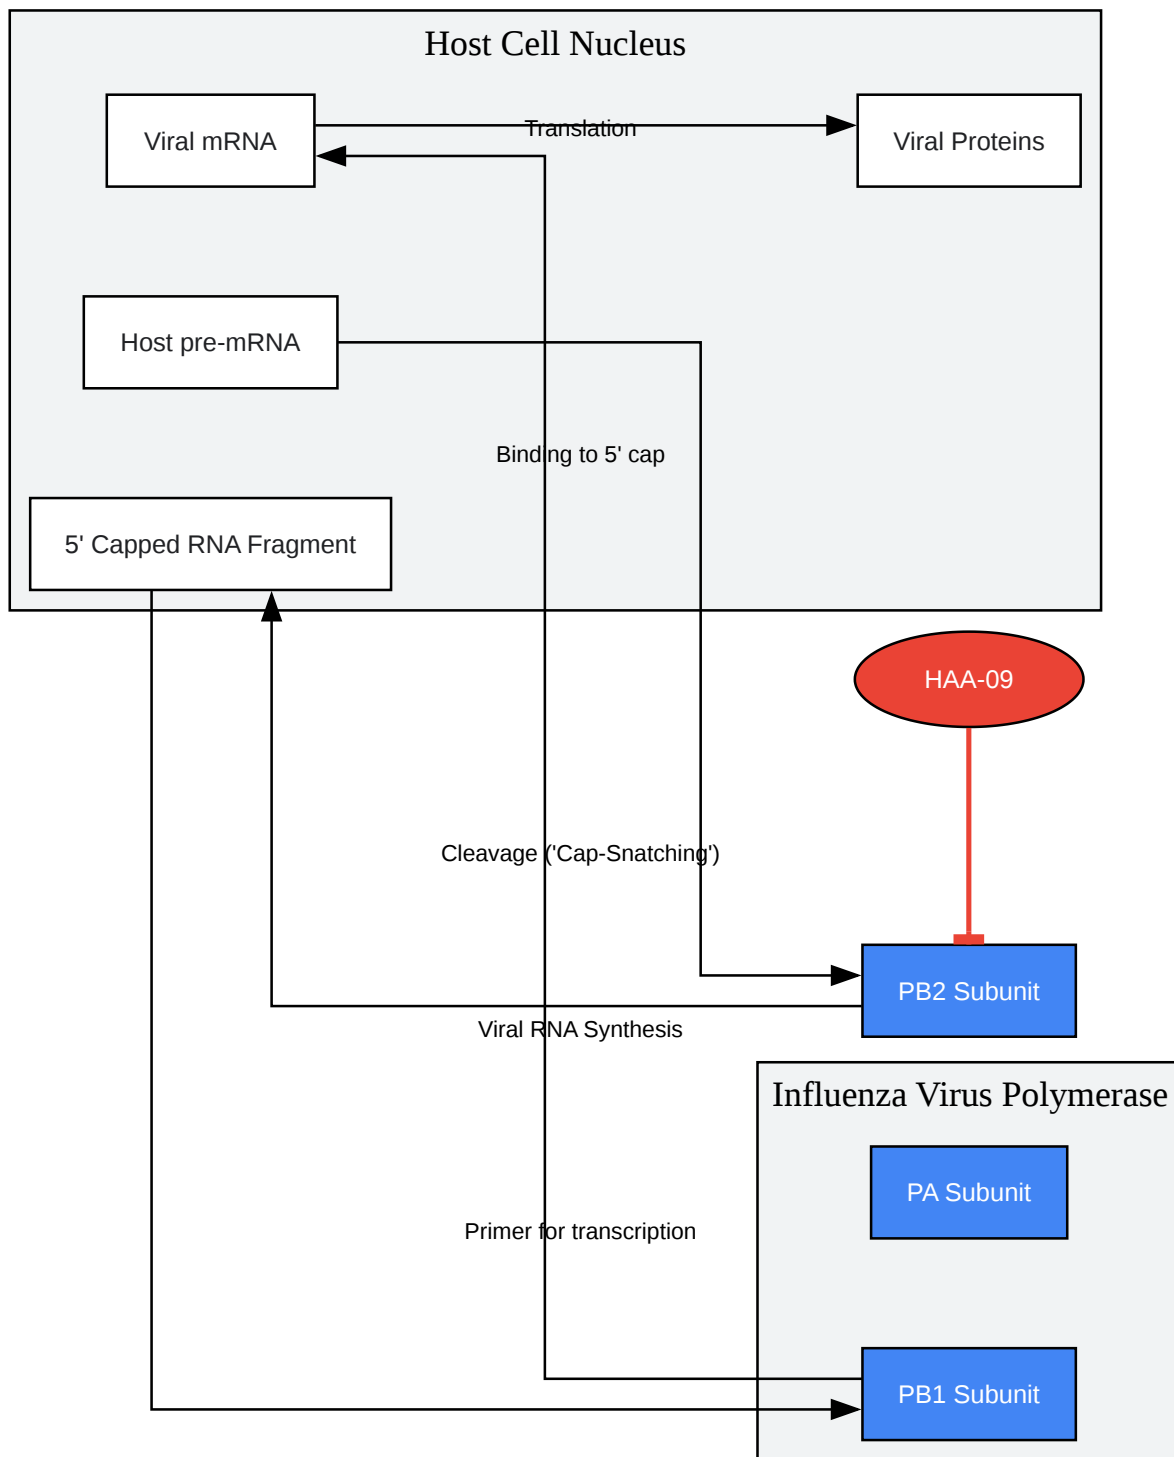 Host Cell Nucleus
Viral mRNA
Translation
Viral Proteins
Host pre-mRNA
Binding to 5' cap
5' Capped RNA Fragment
HAA-09
Cleavage ('Cap-Snatching')
PB2 Subunit
Viral RNA Synthesis
Influenza Virus Polymerase
PA Subunit
Primer for transcription
PB1 Subunit